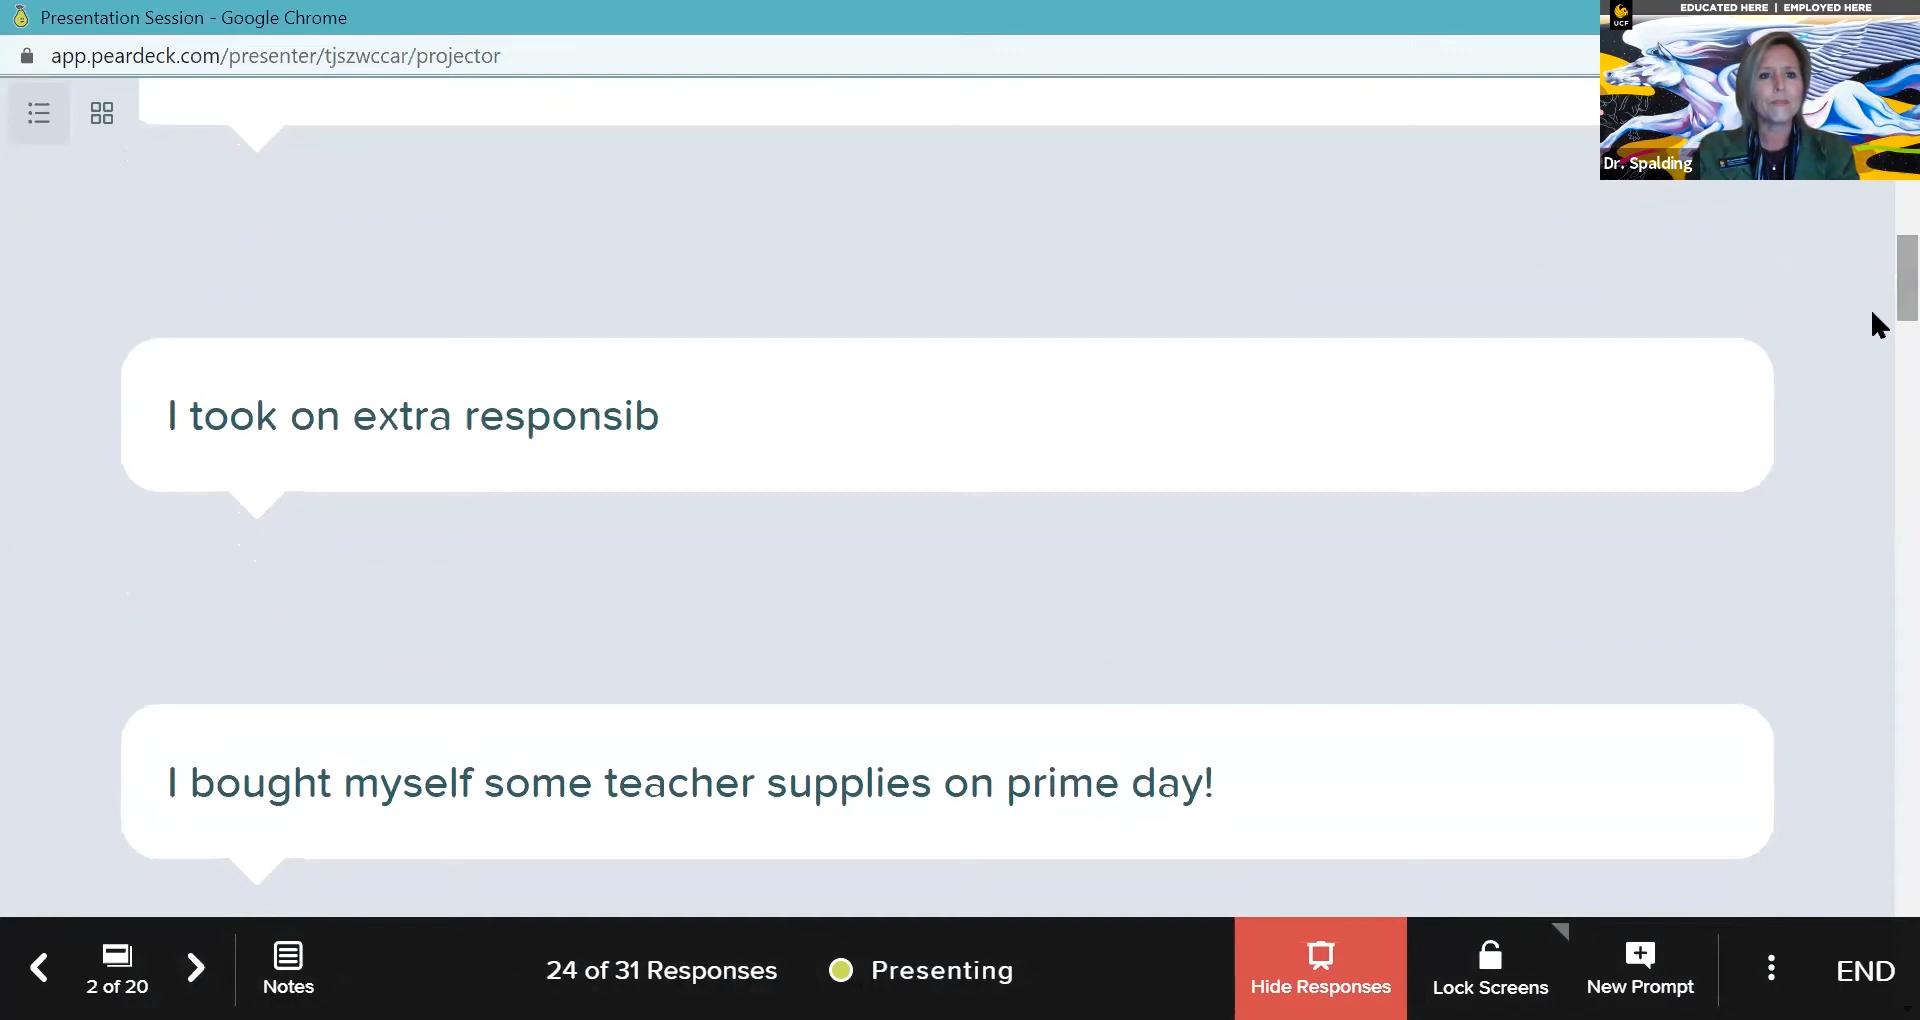 Presentation Session - Google Chrome
app.peardeck.com/presenter/tjszwccar/projector
EDUCATED HERE | EMPLOYED HERE
UCF
Dr. Spalding
I took on extra responsib
I bought myself some teacher supplies on prime day!
2 of 20
Notes
24 of 31 Responses
Presenting
Hide Responses
Lock Screens
New Prompt
END